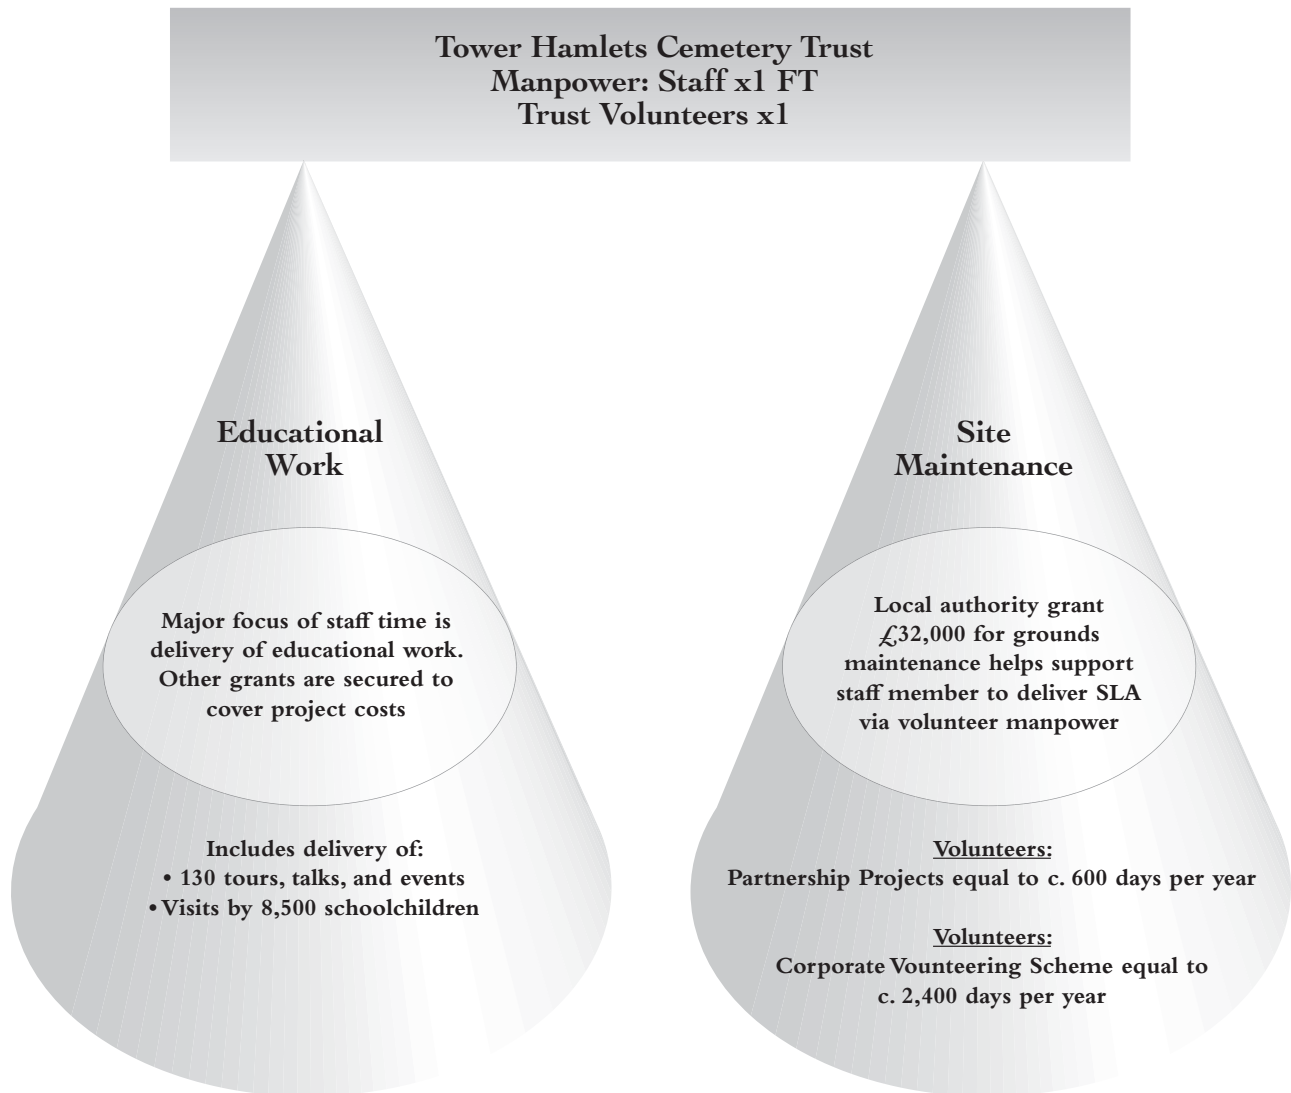 Tower Hamlets Cemetery Trust
Manpower: Staff x1 FT
Trust Volunteers x1
Educational
Work
Major focus of staff time is
delivery of educational work.
Other grants are secured to
cover project costs
Includes delivery of:
• 130 tours, talks, and events
• Visits by 8,500 schoolchildren
Site
Maintenance
Local authority grant
£32,000 for grounds
maintenance helps support
staff member to deliver SLA
via volunteer manpower
Volunteers:
Partnership Projects equal to c. 600 days per year
Volunteers:
Corporate Vounteering Scheme equal to
c. 2,400 days per year